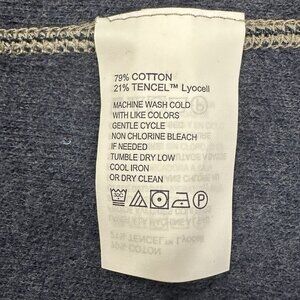 79% COTTON
21% TENCEL™ Lyocell
MACHINE WASH COLD
WITH LIKE COLORS
GENTLE CYCLE
NON CHLORINE BLEACH
IF NEEDED
TUMBLE DRY LOW
COOL IRON
OR DRY CLEAN